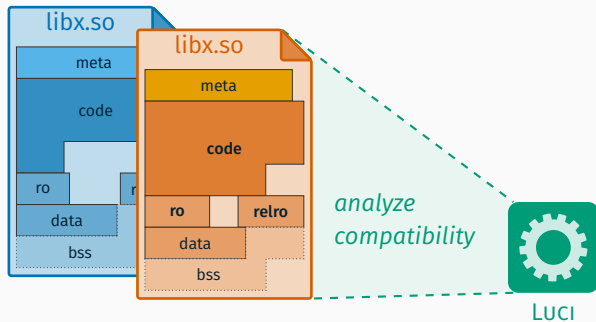 libx.so
meta
code
ro
r
data
bss
libx.so
meta
code
ro
relro
data
bss
analyze
compatibility
Luci